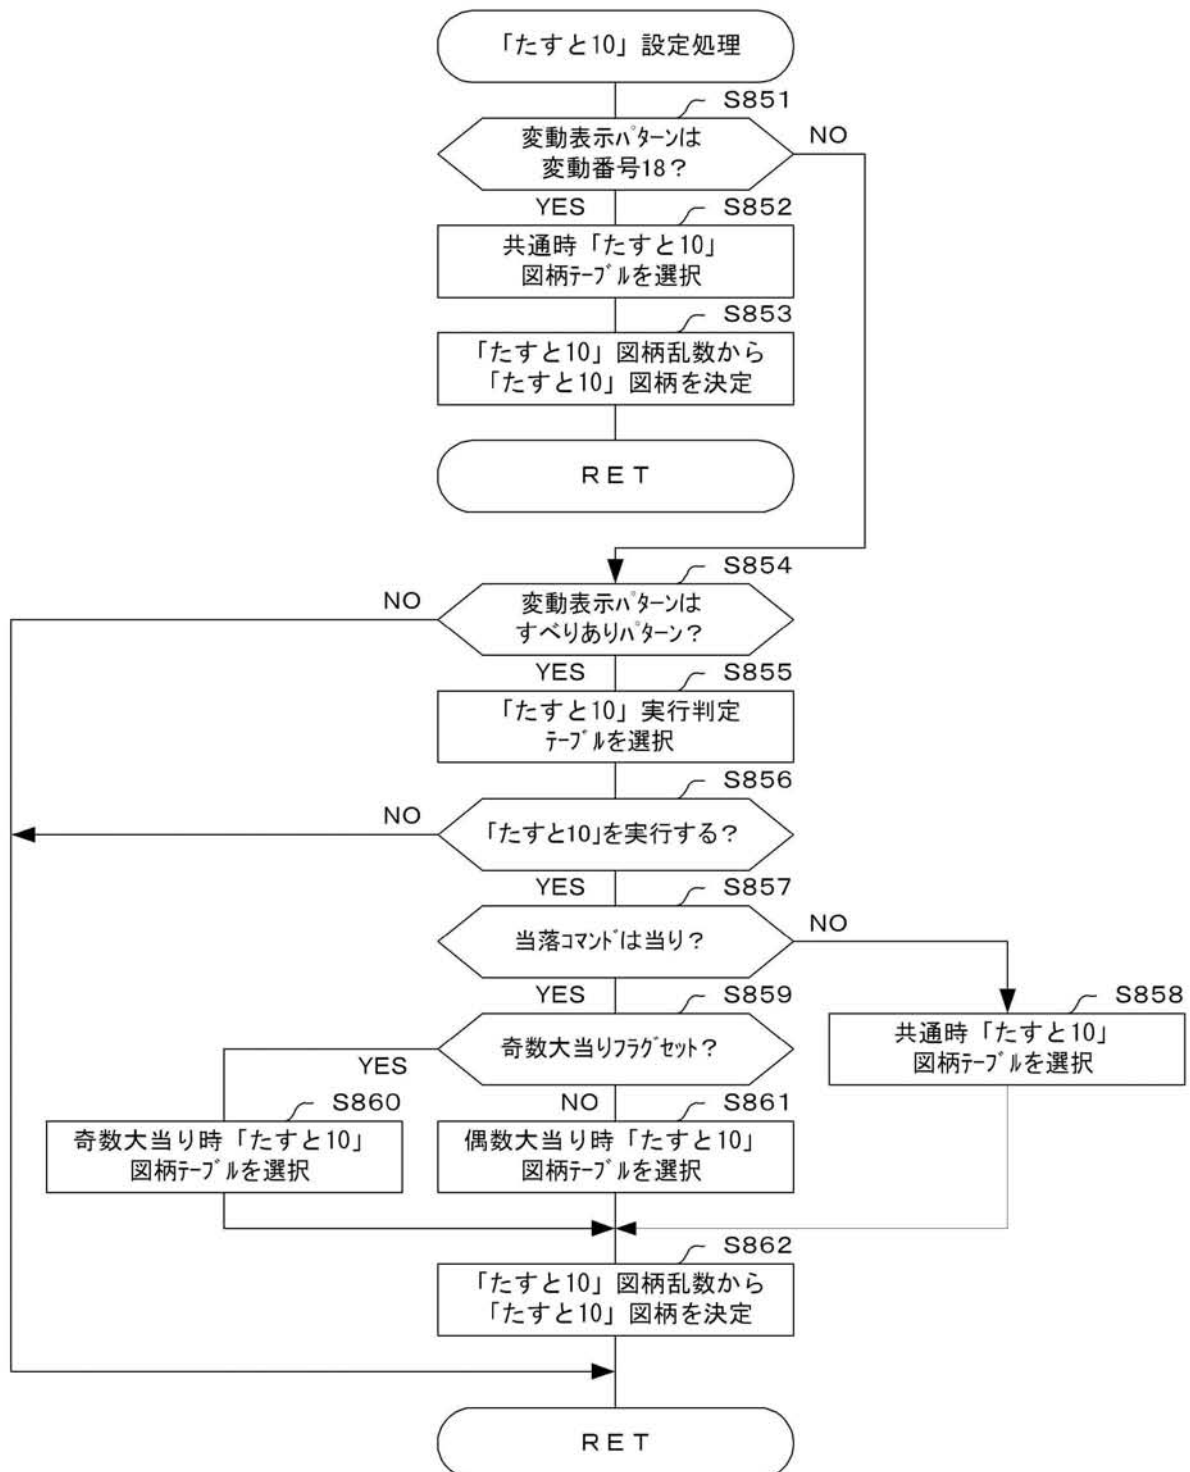 「たすと10」設定処理
S851
変動表示パターンは
変動番号18？
NO
YES
S852
共通時「たすと10」
図柄テーブルを選択
S853
「たすと10」図柄乱数から
「たすと10」図柄を決定
RET
S854
変動表示パターンは
すべりありパターン？
NO
YES
S855
「たすと10」実行判定
テーブルを選択
S856
「たすと10」を実行する？
NO
YES
S857
当落コマンドは当り？
NO
YES
S858
共通時「たすと10」
図柄テーブルを選択
S859
奇数大当りフラグセット？
YES
NO
S860
奇数大当り時「たすと10」
図柄テーブルを選択
S861
偶数大当り時「たすと10」
図柄テーブルを選択
S862
「たすと10」図柄乱数から
「たすと10」図柄を決定
RET